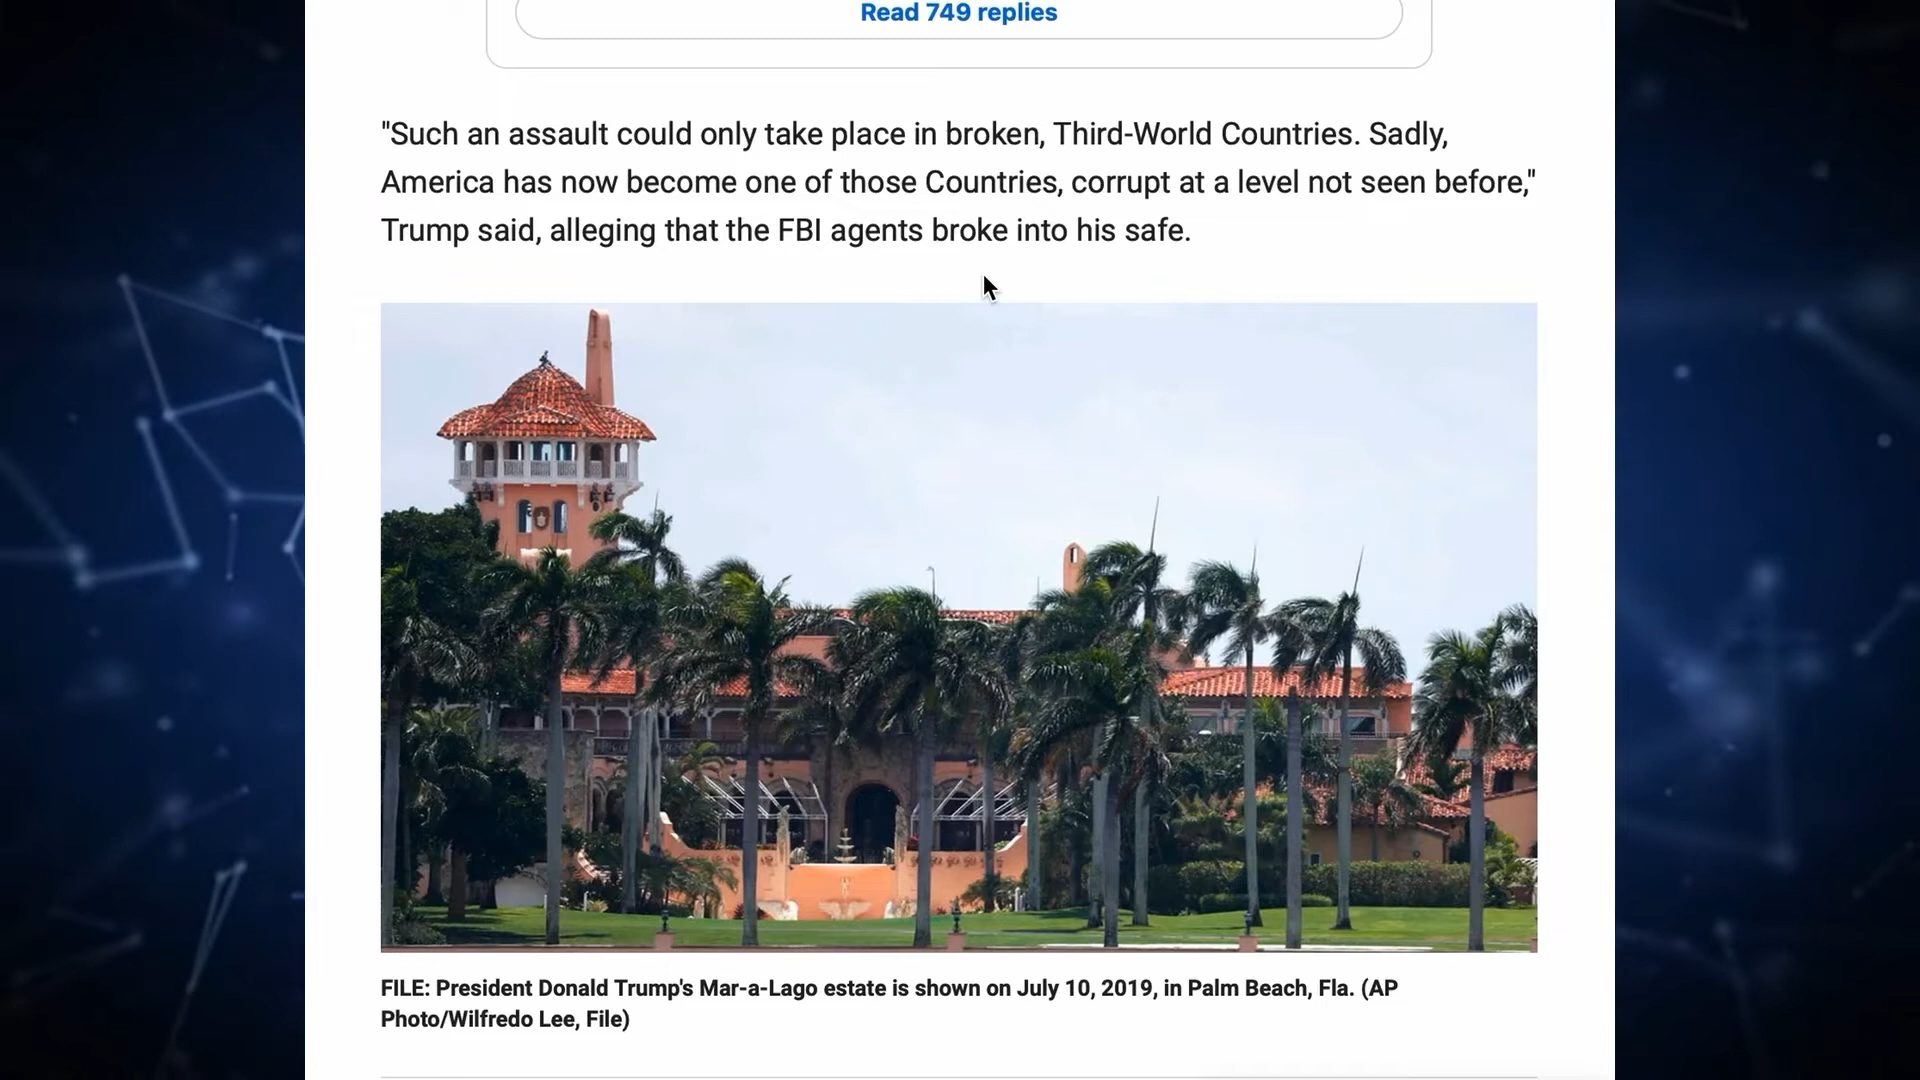 Read 749 replies
"Such an assault could only take place in broken, Third-World Countries. Sadly,
America has now become one of those Countries, corrupt at a level not seen before,"
Trump said, alleging that the FBI agents broke into his safe.
FILE: President Donald Trump's Mar-a-Lago estate is shown on July 10, 2019, in Palm Beach, Fla. (AP
Photo/Wilfredo Lee, File)